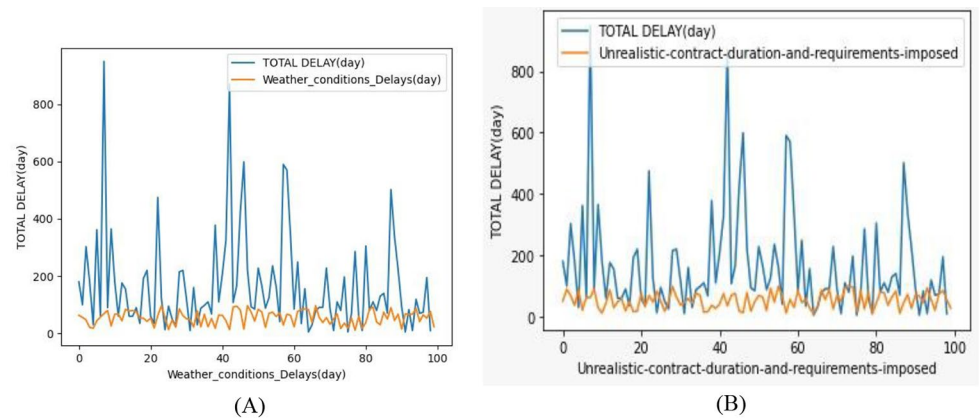 TOTAL DELAY(day)
Weather_conditions_Delays(day)
TOTAL DELAY(day)
800
600
400
200
0
0 20 40 60 80 100
Weather_conditions_Delays(day)
(A)
TOTAL DELAY(day)
Unrealistic-contract-duration-and-requirements-imposed
TOTAL DELAY(day)
800
600
400
200
0
0 20 40 60 80 100
Unrealistic-contract-duration-and-requirements-imposed
(B)